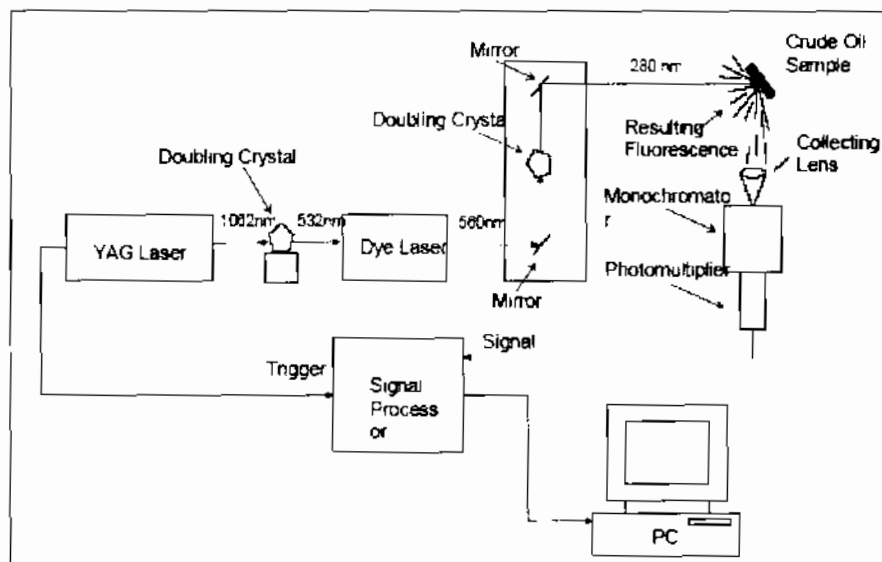 Mirror
280 nm
Crude Oil
Sample
Doubling Crysta
Resulting
Fluorescence
Collecting
Lens
Doubling Crystal
Monochromato
r
1062nm
532nm
560nm
YAG Laser
Dye Laser
Photomultiplier
Mirror
Signal
Trigger
Signal
Process
or
PC